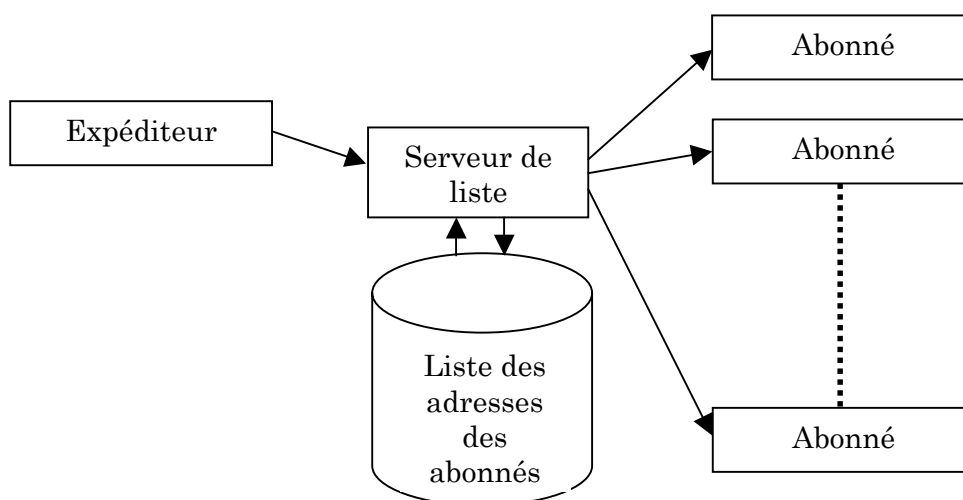 Abonné
Expéditeur
Abonné
Serveur de
liste
Liste des
adresses
des
abonnés
Abonné